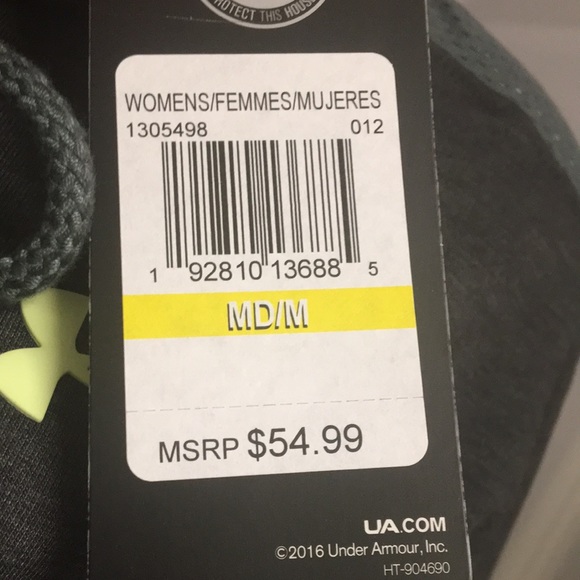 PROTECT THIS HOUSE
WOMENS/FEMMES/MUJERES
1305498 012
1 92810 13688 5
MD/M
MSRP $54.99
UA.COM
©2016 Under Armour, Inc.
HT-904690